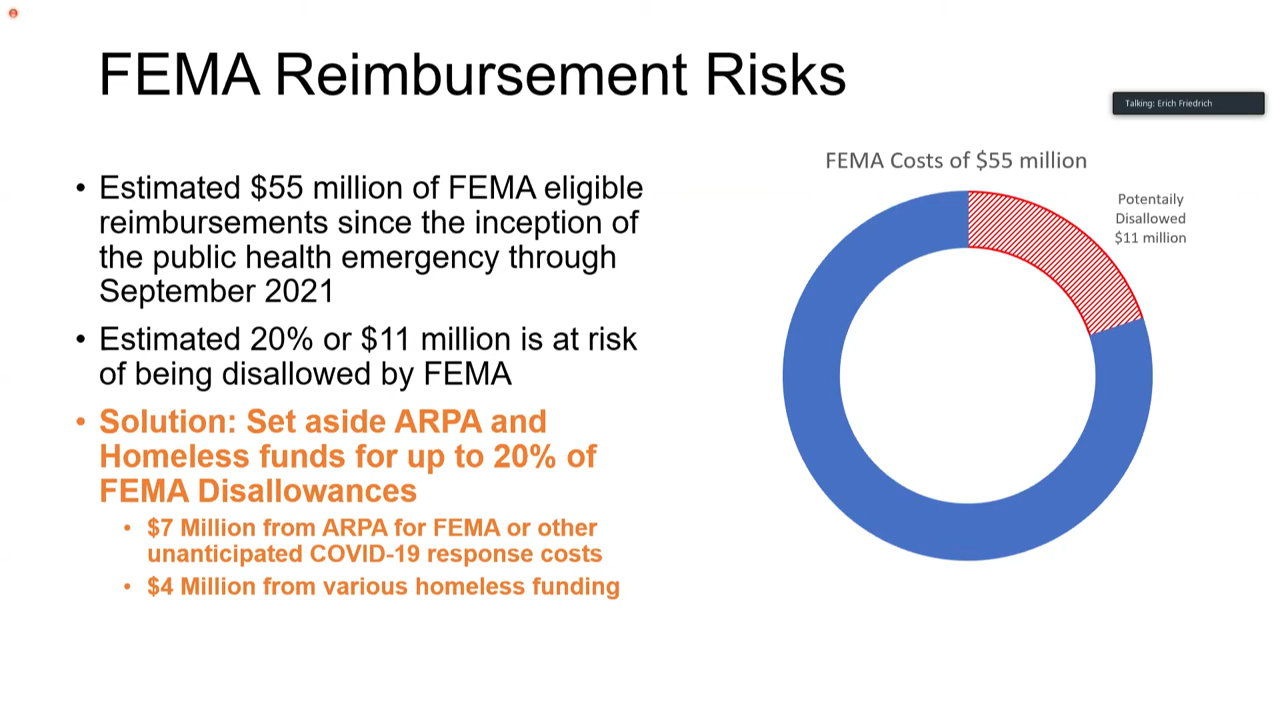 FEMA Reimbursement Risks
Talking: Erich Friedrich
• Estimated $55 million of FEMA eligible
reimbursements since the inception of
the public health emergency through
September 2021
• Estimated 20% or $11 million is at risk
of being disallowed by FEMA
• Solution: Set aside ARPA and
Homeless funds for up to 20% of
FEMA Disallowances
• $7 Million from ARPA for FEMA or other
unanticipated COVID-19 response costs
• $4 Million from various homeless funding
FEMA Costs of $55 million
Potentaily
Disallowed
$11 million